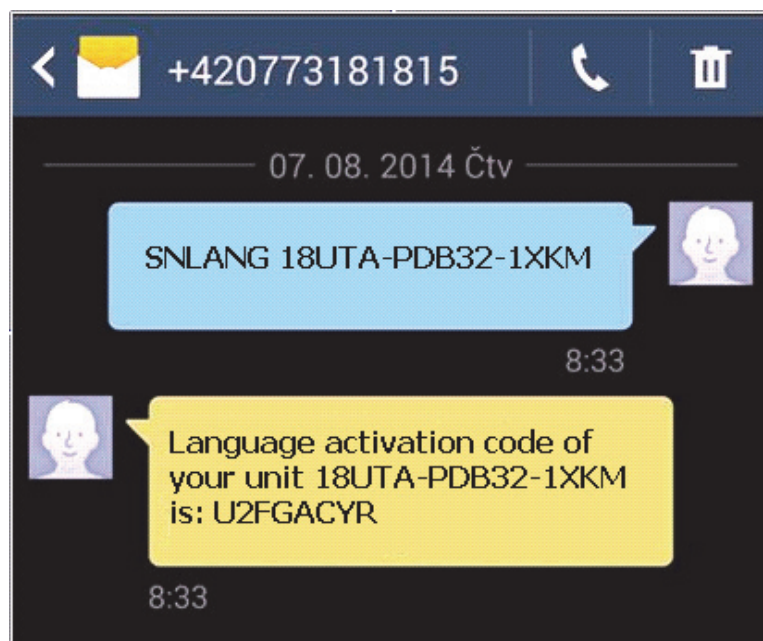 +420773181815
07. 08. 2014 Čtv
SNLANG 18UTA-PDB32-1XKM
8:33
Language activation code of
your unit 18UTA-PDB32-1XKM
is: U2FGACYR
8:33